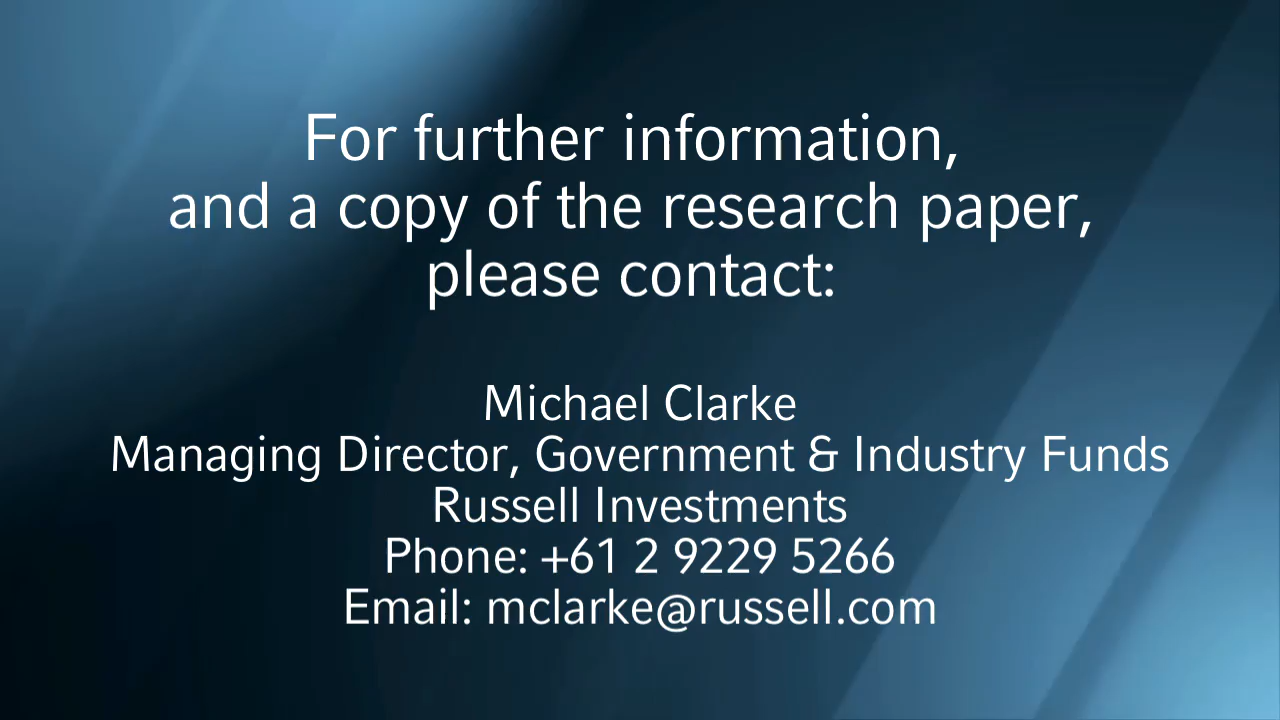 For further information,
and a copy of the research paper,
please contact:
Michael Clarke
Managing Director, Government & Industry Funds
Russell Investments
Phone: +61 2 9229 5266
Email: mclarke@russell.com